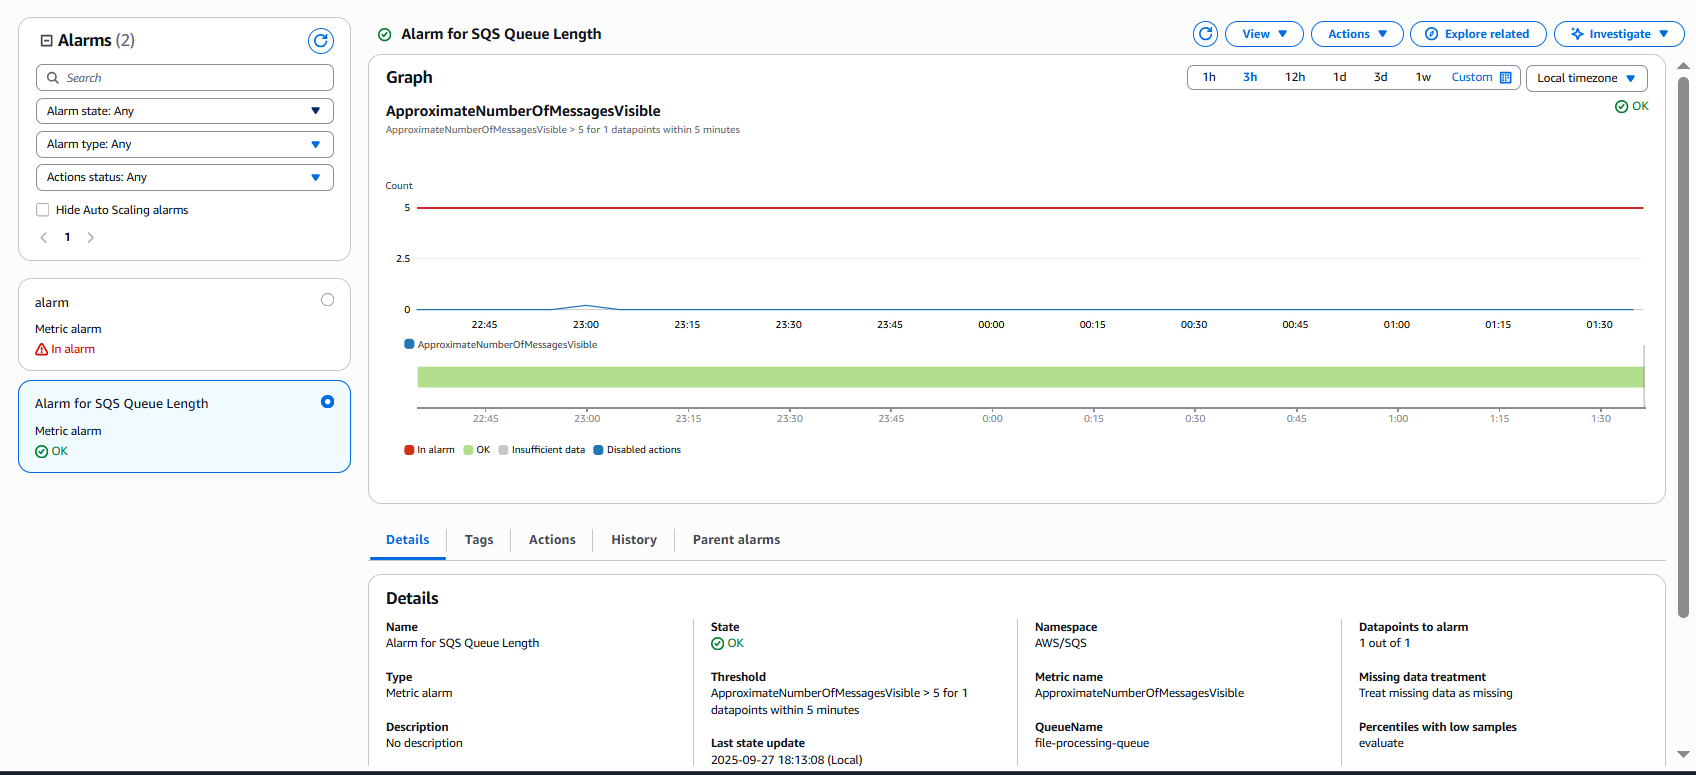 Alarms (2)
Search
Alarm state: Any
Alarm type: Any
Actions status: Any
Hide Auto Scaling alarms
1
alarm
Metric alarm
In alarm
Alarm for SQS Queue Length
Metric alarm
OK
Alarm for SQS Queue Length
View
Actions
Explore related
Investigate
Graph
1h 3h 12h 1d 3d 1w Custom
Local timezone
ApproximateNumberOfMessagesVisible
OK
ApproximateNumberOfMessagesVisible > 5 for 1 datapoints within 5 minutes
Count
5
2.5
0
22:45 23:00 23:15 23:30 23:45 00:00 00:15 00:30 00:45 01:00 01:15 01:30
ApproximateNumberOfMessagesVisible
22:45 23:00 23:15 23:30 23:45 0:00 0:15 0:30 0:45 1:00 1:15 1:30
In alarm OK Insufficient data Disabled actions
Details Tags Actions History Parent alarms
Details
Name
Alarm for SQS Queue Length
Type
Metric alarm
Description
No description
State
OK
Threshold
ApproximateNumberOfMessagesVisible > 5 for 1
datapoints within 5 minutes
Last state update
2025-09-27 18:13:08 (Local)
Namespace
AWS/SQS
Metric name
ApproximateNumberOfMessagesVisible
QueueName
file-processing-queue
Datapoints to alarm
1 out of 1
Missing data treatment
Treat missing data as missing
Percentiles with low samples
evaluate